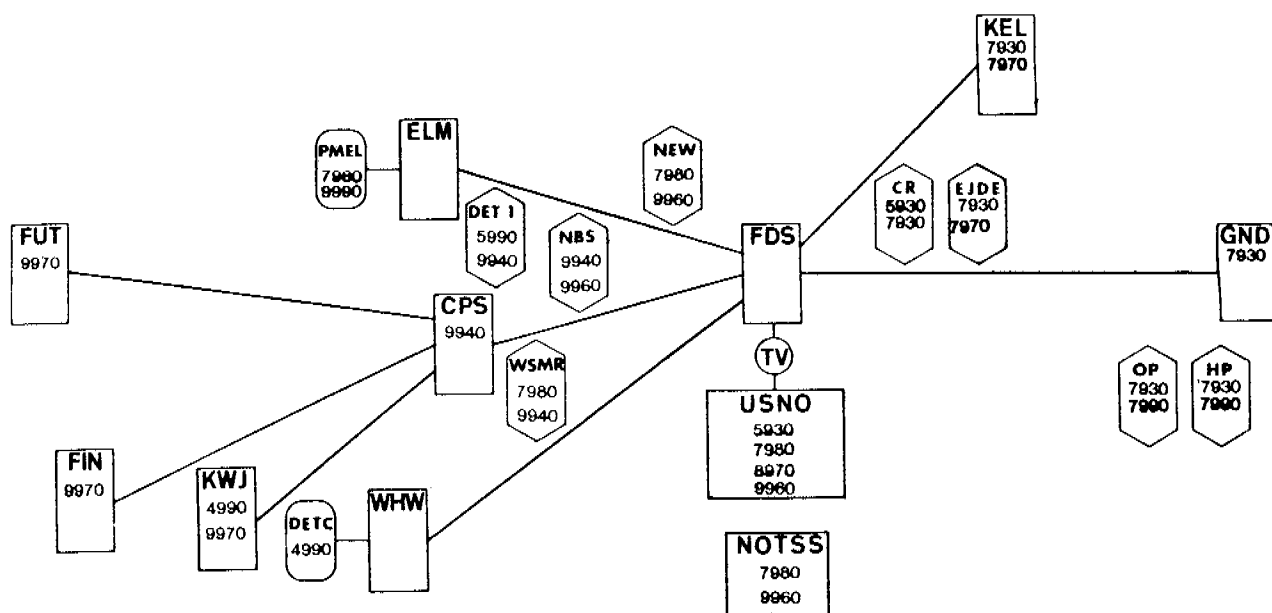 KEL
7930
7970
ELM
PMEL
7980
9990
NEW
7980
9960
CR
5930
7930
EJDE
7930
7970
DET 1
5990
9940
NBS
9940
9960
FUT
9970
FDS
GND
7930
CPS
9940
TV
WSMR
7980
9940
OP
7930
7990
HP
7930
7990
USNO
5930
7980
8970
9960
FIN
9970
KWJ
4990
9970
DETC
4990
WHW
NOTSS
7980
9960